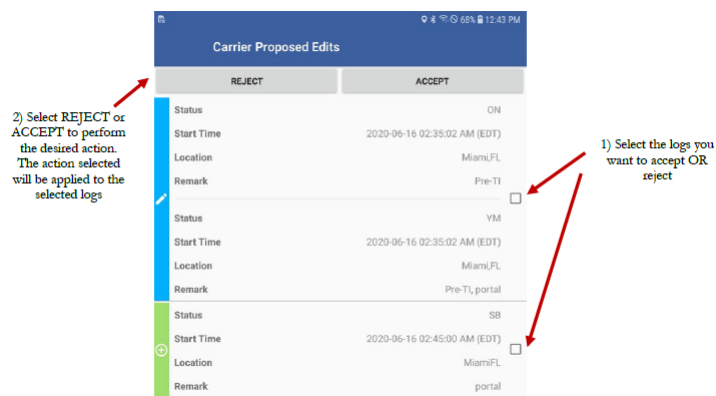 68% 12:43 PM
Carrier Proposed Edits
REJECT ACCEPT
2) Select REJECT or
ACCEPT to perform
the desired action.
The action selected
will be applied to the
selected logs
Status ON
Start Time 2020-06-16 02:35:02 AM (EDT)
Location Miami,FL
Remark Pre-TI
Status YM
Start Time 2020-06-16 02:35:02 AM (EDT)
Location Miami,FL
Remark Pre-TI, portal
Status SB
Start Time 2020-06-16 02:45:00 AM (EDT)
Location MiamiFL
Remark portal
1) Select the logs you
want to accept OR
reject